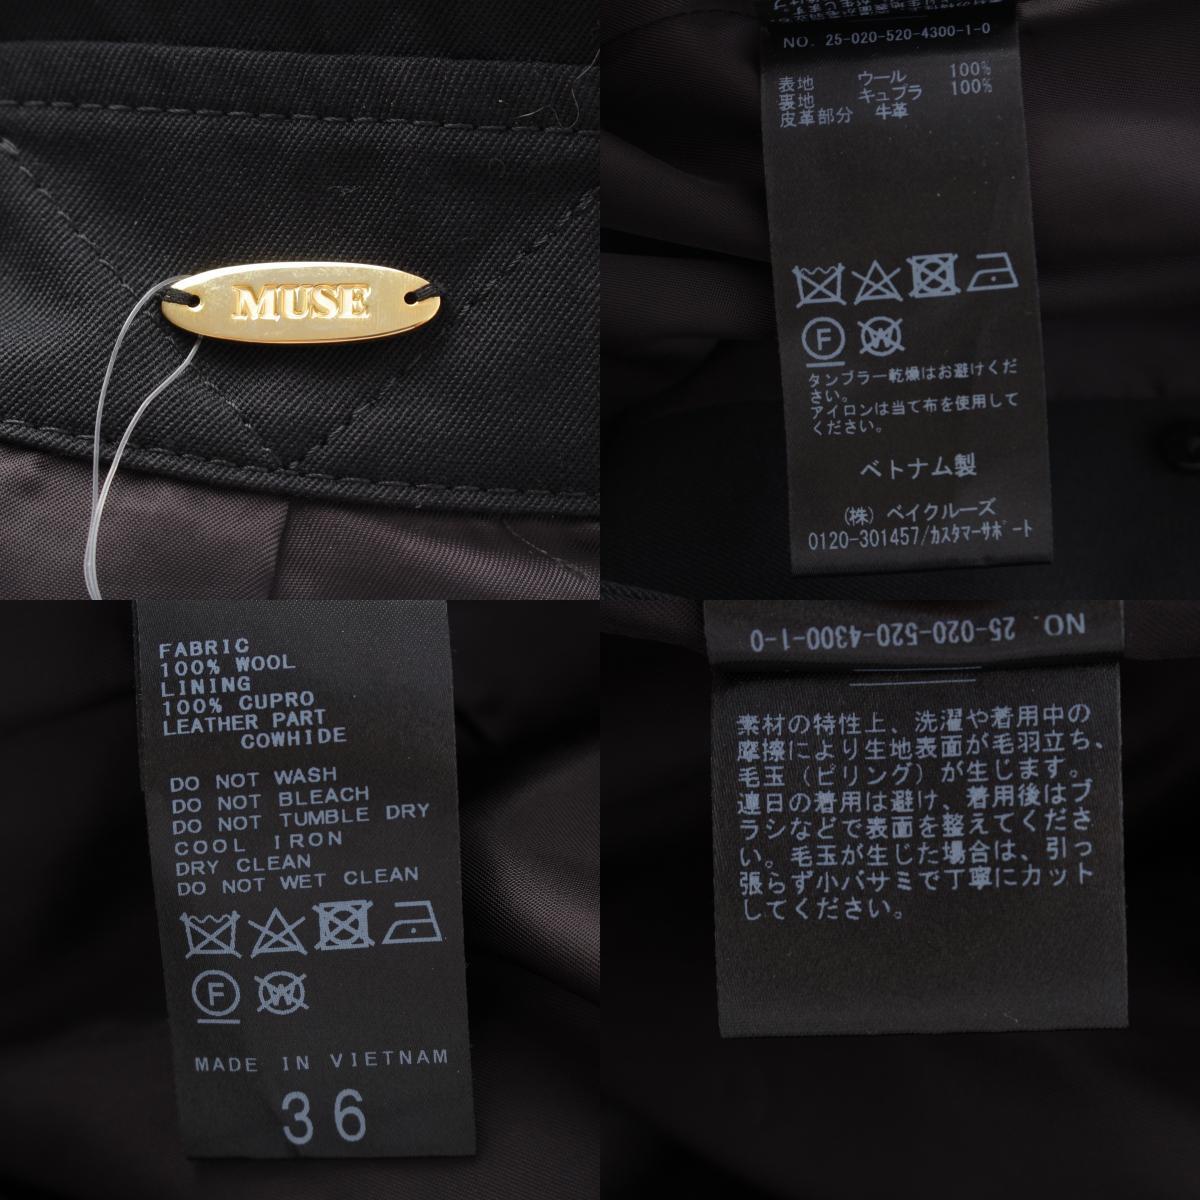 MUSE
NO. 25-020-520-4300-1-0
表地 ウール 100%
裏地 キュプラ 100%
皮革部分 牛革
F W
タンブラー乾燥はお避けくだ
さい。
アイロンは当て布を使用して
ください。
ベトナム製
(株) ベイクルーズ
0120-301457/カスタマーサポート
FABRIC
100% WOOL
LINING
100% CUPRO
LEATHER PART
COWHIDE
DO NOT WASH
DO NOT BLEACH
DO NOT TUMBLE DRY
COOL IRON
DRY CLEAN
DO NOT WET CLEAN
F W
MADE IN VIETNAM
36
NO. 25-020-520-4300-1-0
素材の特性上、洗濯や着用中の
摩擦により生地表面が毛羽立ち、
毛玉（ピリング）が生じます。
連日の着用は避け、着用後はブ
ラシなどで表面を整えてくださ
い。毛玉が生じた場合は、引っ
張らず小バサミで丁寧にカット
してください。